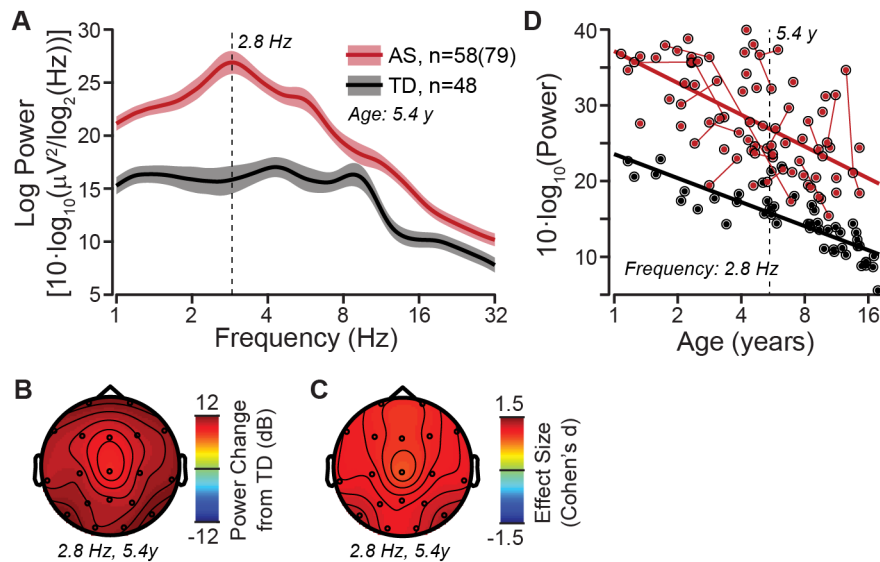 A
Log Power
[10·log10(μV²/log2(Hz))]
30
25
20
15
10
5
2.8 Hz
AS, n=58(79)
TD, n=48
Age: 5.4 y
1
2
4
8
16
32
Frequency (Hz)
D
10·log10(Power)
40
30
20
10
5.4 y
Frequency: 2.8 Hz
1
2
4
8
16
Age (years)
B
12
-12
Power Change
from TD (dB)
2.8 Hz, 5.4y
C
1.5
-1.5
Effect Size
(Cohen's d)
2.8 Hz, 5.4y